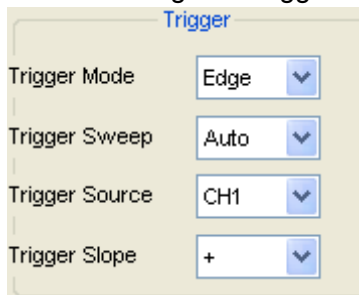 Trigger
Trigger Mode Edge
Trigger Sweep Auto
Trigger Source CH1
Trigger Slope +